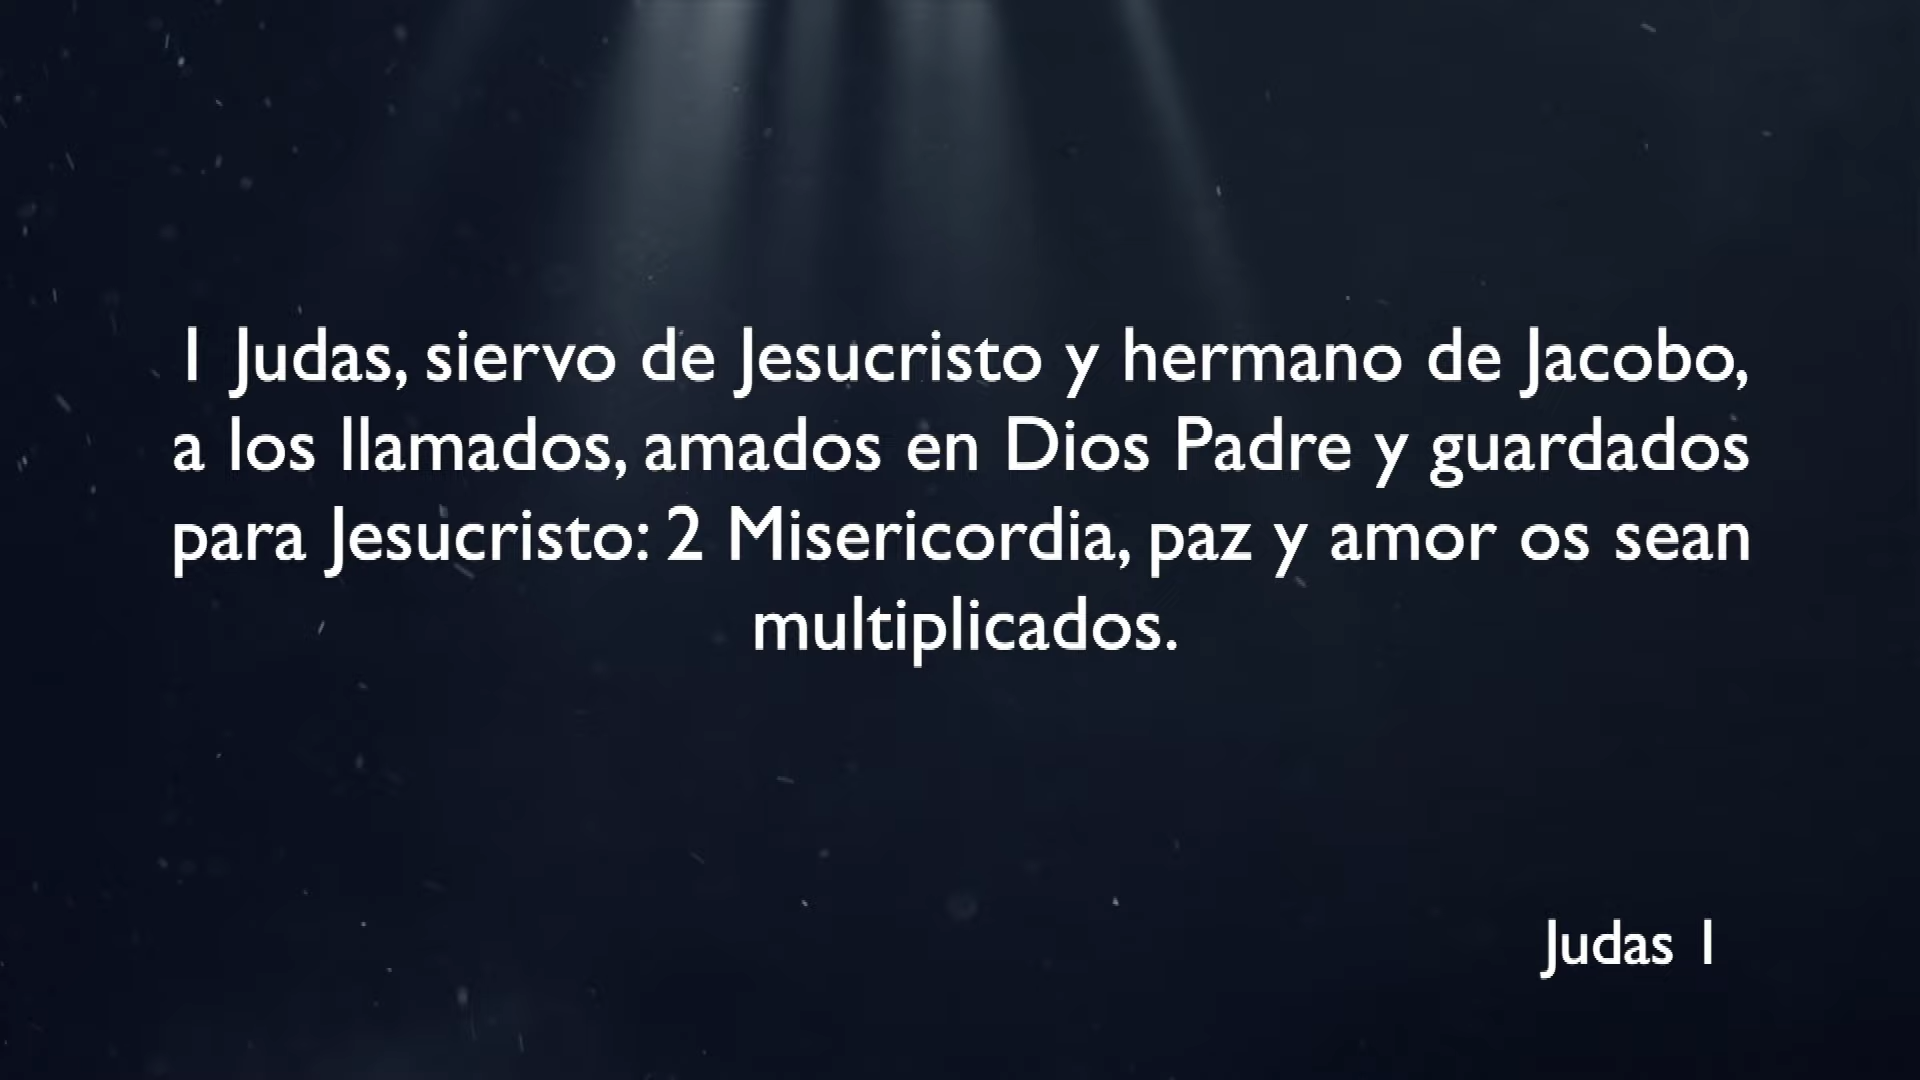 1 Judas, siervo de Jesucristo y hermano de Jacobo,
a los llamados, amados en Dios Padre y guardados
para Jesucristo: 2 Misericordia, paz y amor os sean
multiplicados.
Judas 1